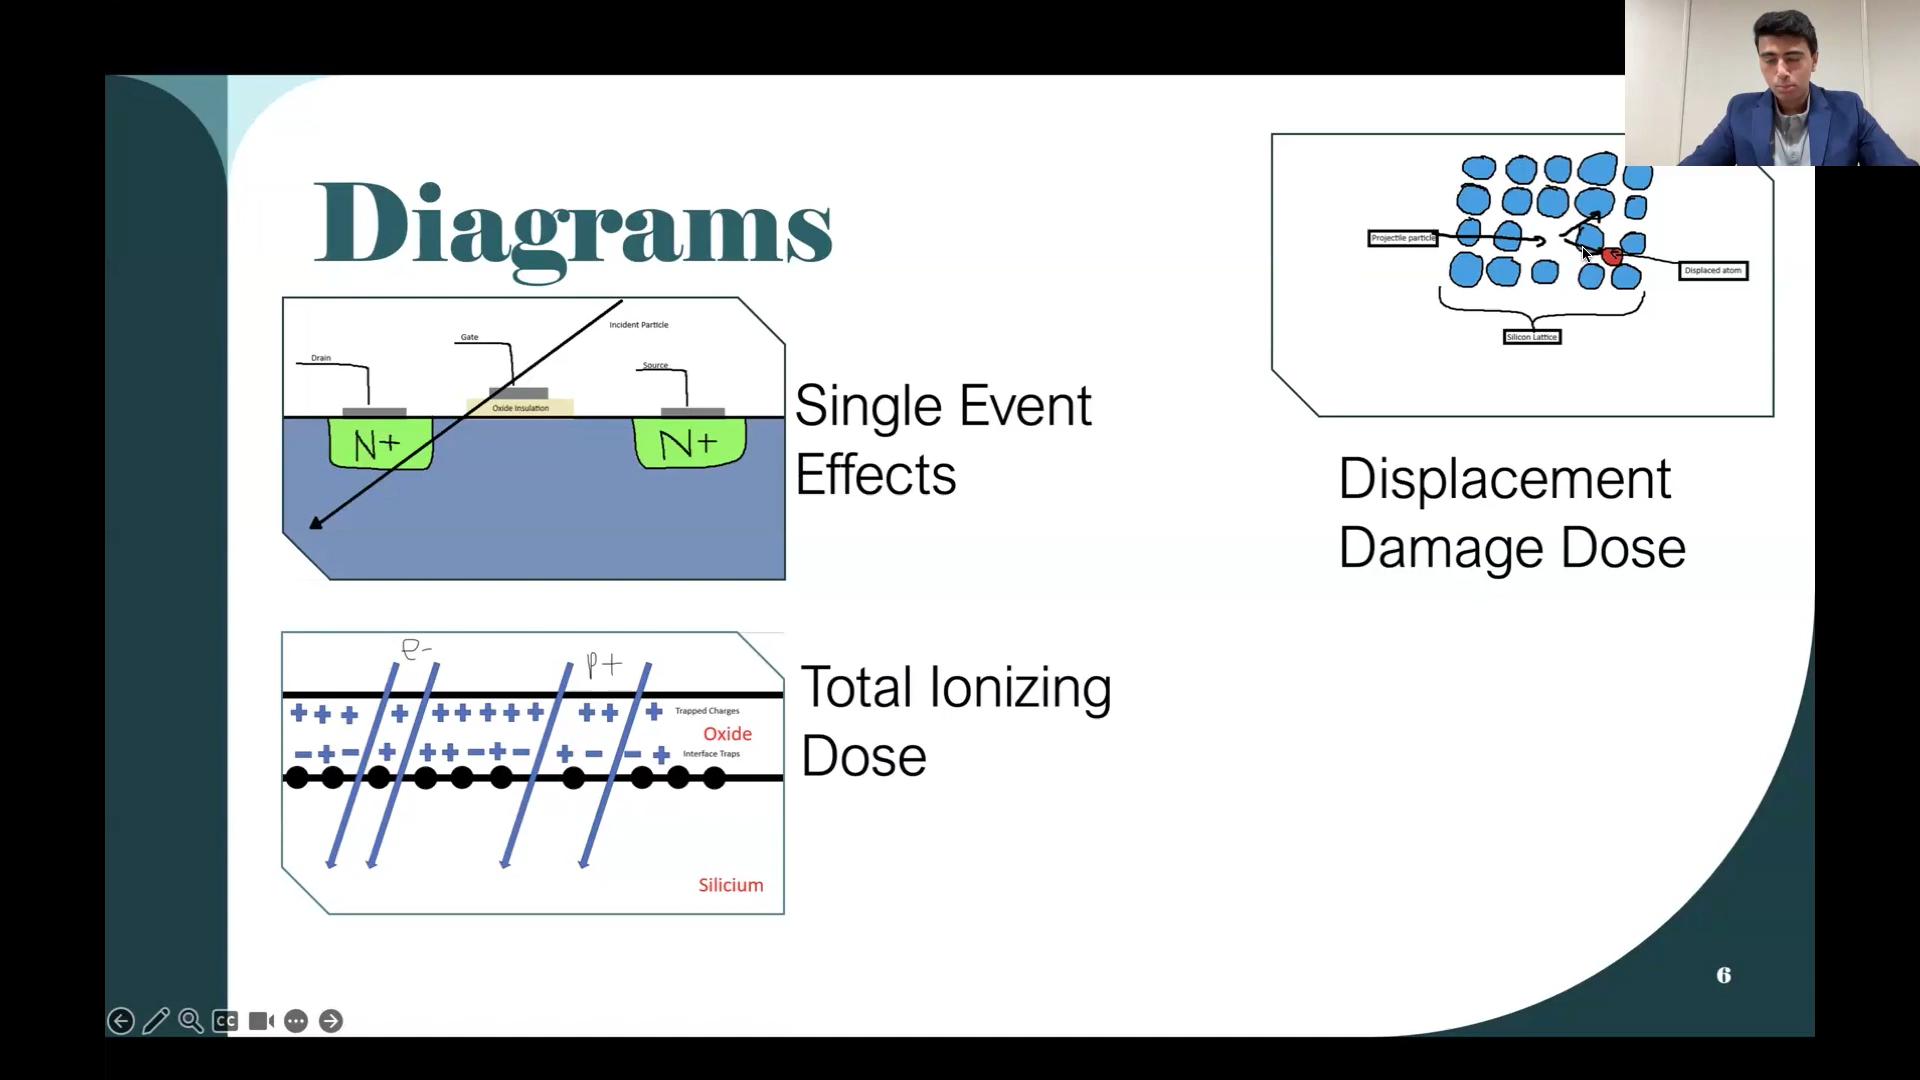 Diagrams
Incident Particle
Gate
Drain
Source
Oxide Insulation
N+
N+
Single Event
Effects
Projectile particle
Displaced atom
Silicon Lattice
Displacement
Damage Dose
e-
p+
Trapped Charges
Oxide
Interface Traps
Silicium
Total Ionizing
Dose
6
CC